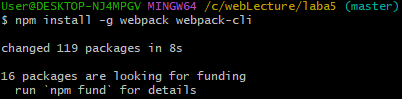 User@DESKTOP-NJ4MPGV MINGW64 /c/webLecture/laba5 (master)
$ npm install -g webpack webpack-cli
changed 119 packages in 8s
16 packages are looking for funding
  run `npm fund` for details